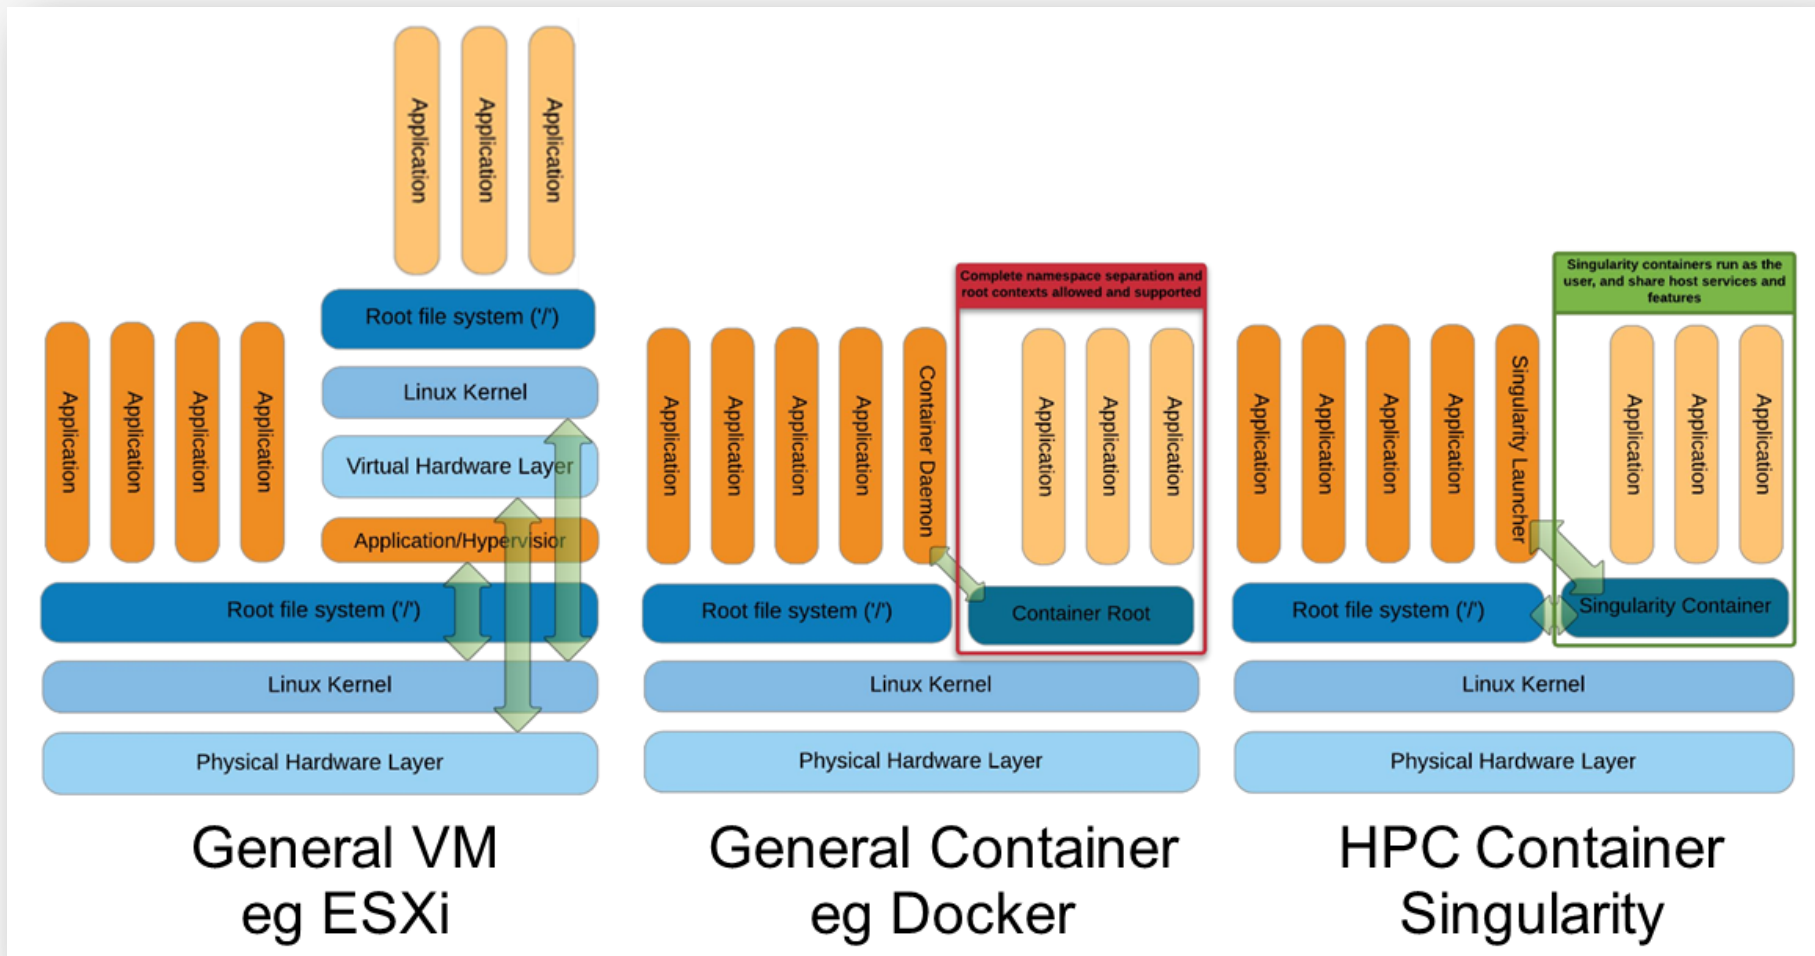 Application
Application
Application
Root file system ('/')
Linux Kernel
Virtual Hardware Layer
Application/Hypervisior
Application
Application
Application
Application
Root file system ('/')
Linux Kernel
Physical Hardware Layer
General VM
eg ESXi
Complete namespace separation and
root contexts allowed and supported
Application
Application
Application
Application
Container Daemon
Application
Application
Application
Root file system ('/')
Container Root
Linux Kernel
Physical Hardware Layer
General Container
eg Docker
Singularity containers run as the
user, and share host services and
features
Application
Application
Application
Application
Singularity Launcher
Application
Application
Application
Root file system ('/')
Singularity Container
Linux Kernel
Physical Hardware Layer
HPC Container
Singularity